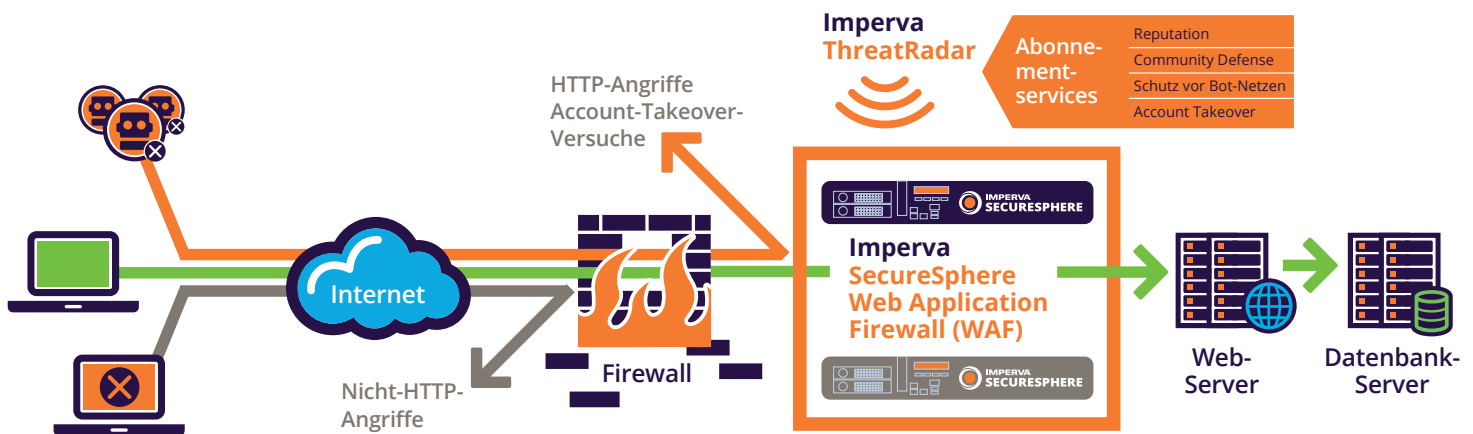 Imperva
ThreatRadar
Abonne-
ment-
services
Reputation
Community Defense
Schutz vor Bot-Netzen
Account Takeover
HTTP-Angriffe
Account-Takeover-
Versuche
IMPERVA
SECURESPHERE
Imperva
SecureSphere
Web Application
Firewall (WAF)
Internet
IMPERVA
SECURESPHERE
Firewall
Nicht-HTTP-
Angriffe
Web-
Server
Datenbank-
Server